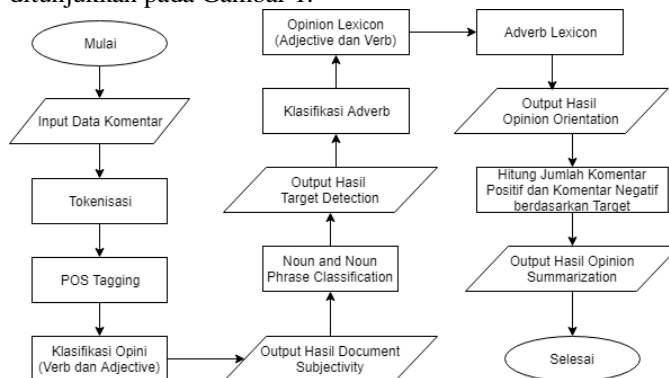 ditunjukkan pada Gambar 1.
Mulai
Input Data Komentar
Tokenisasi
POS Tagging
Klasifikasi Opini
(Verb dan Adjective)
Output Hasil Document
Subjectivity
Noun and Noun
Phrase Classification
Output Hasil
Target Detection
Klasifikasi Adverb
Opinion Lexicon
(Adjective dan Verb)
Adverb Lexicon
Output Hasil
Opinion Orientation
Hitung Jumlah Komentar
Positif dan Komentar Negatif
berdasarkan Target
Output Hasil Opinion
Summarization
Selesai